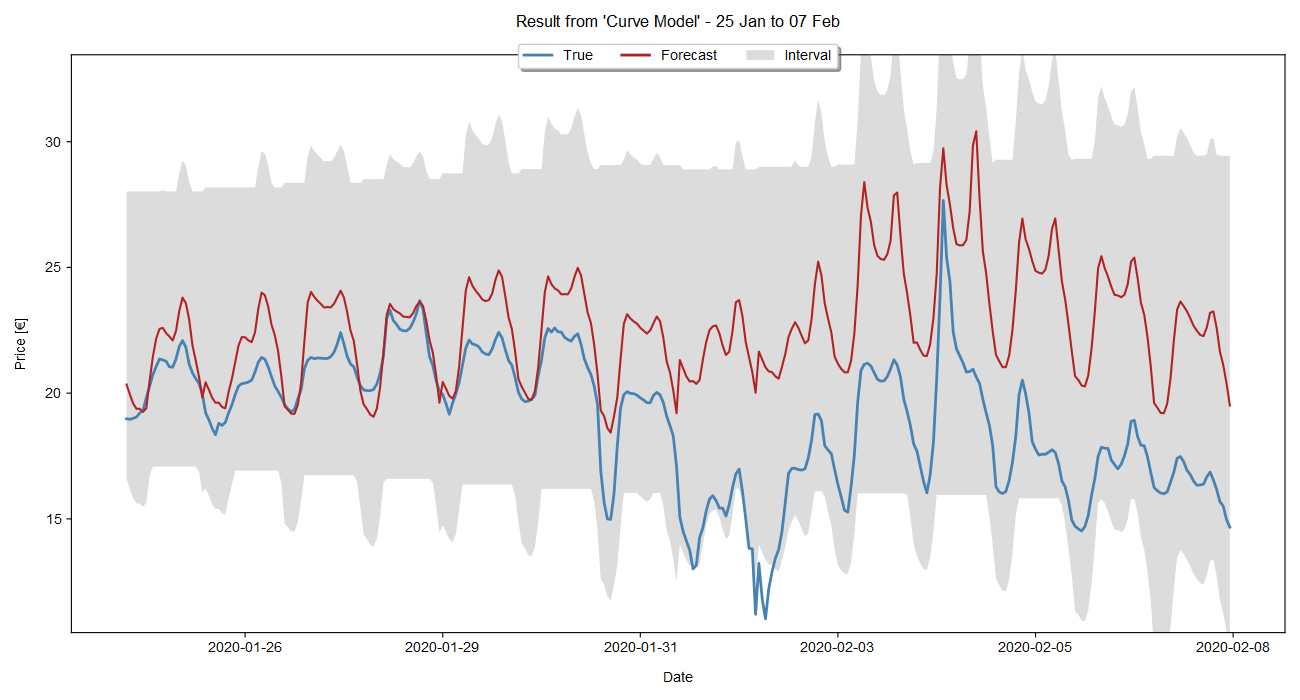 Result from 'Curve Model' - 25 Jan to 07 Feb
True Forecast Interval
30
25
20
15
Price [€]
2020-01-26 2020-01-29 2020-01-31 2020-02-03 2020-02-05 2020-02-08
Date